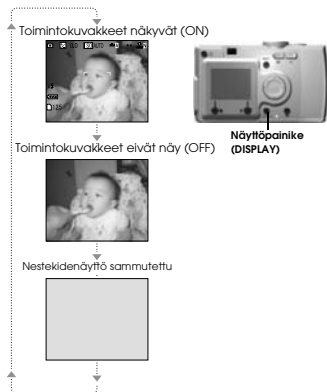 Toimintokuvakkeet näkyvät (ON)
Näyttöpainike
(DISPLAY)
Toimintokuvakkeet eivät näy (OFF)
Nestekidenäyttö sammutettu